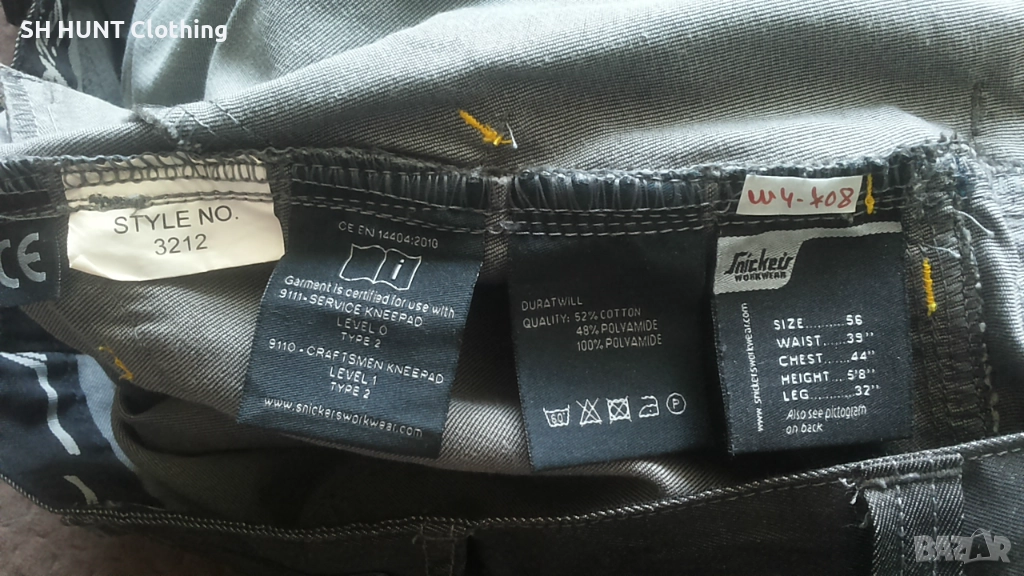 SH HUNT Clothing
CE
STYLE NO.
3212
CE EN 14404:2010
Garment is certified for use with
9111-SERVICE KNEEPAD
LEVEL 0
TYPE 2
9110 - CRAFTSMEN KNEEPAD
LEVEL 1
TYPE 2
www.snickersworkwear.com
DURATWILL
QUALITY: 52% COTTON
48% POLYAMIDE
100% POLYAMIDE
60
P
W4-408
Snickers
WORKWEAR
www.snickersworkwear.com
SIZE.........56
WAIST.....39"
CHEST.....44"
HEIGHT....5'8"
LEG..........32"
Also see pictogram
on back
BAZAR